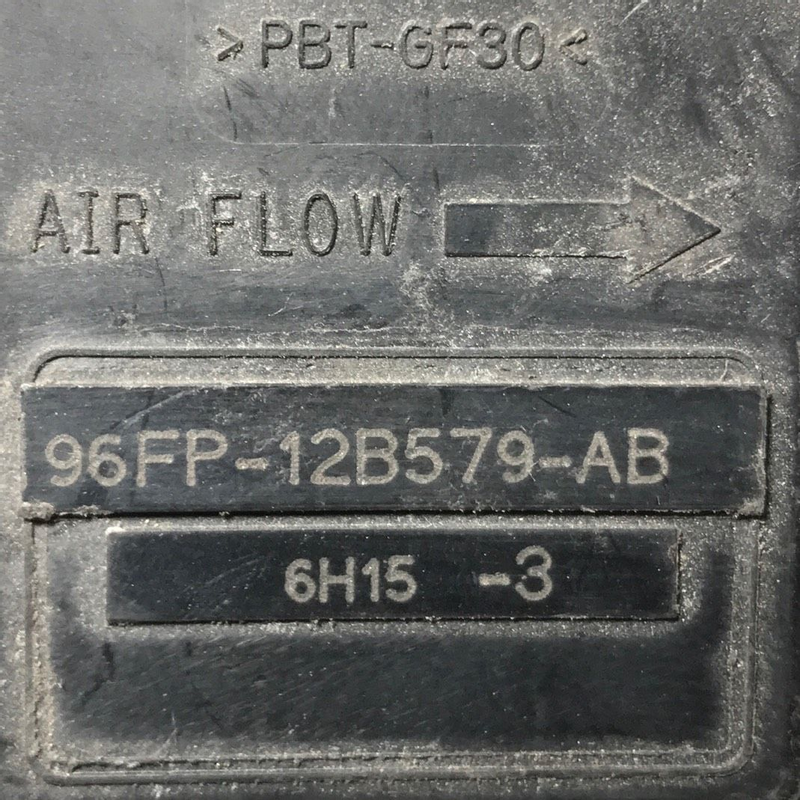 >PBT-GF30<
AIR FLOW
96FP-12B579-AB
6H15 -3